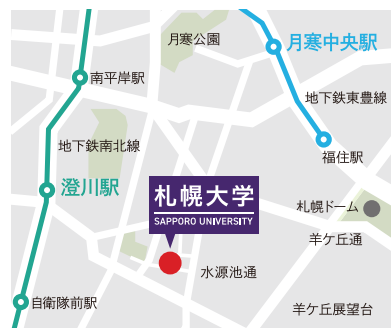 月寒公園
月寒中央駅
南平岸駅
地下鉄東豊線
地下鉄南北線
福住駅
澄川駅
札幌大学
SAPPORO UNIVERSITY
札幌ドーム
羊ケ丘通
水源池通
自衛隊前駅
羊ケ丘展望台